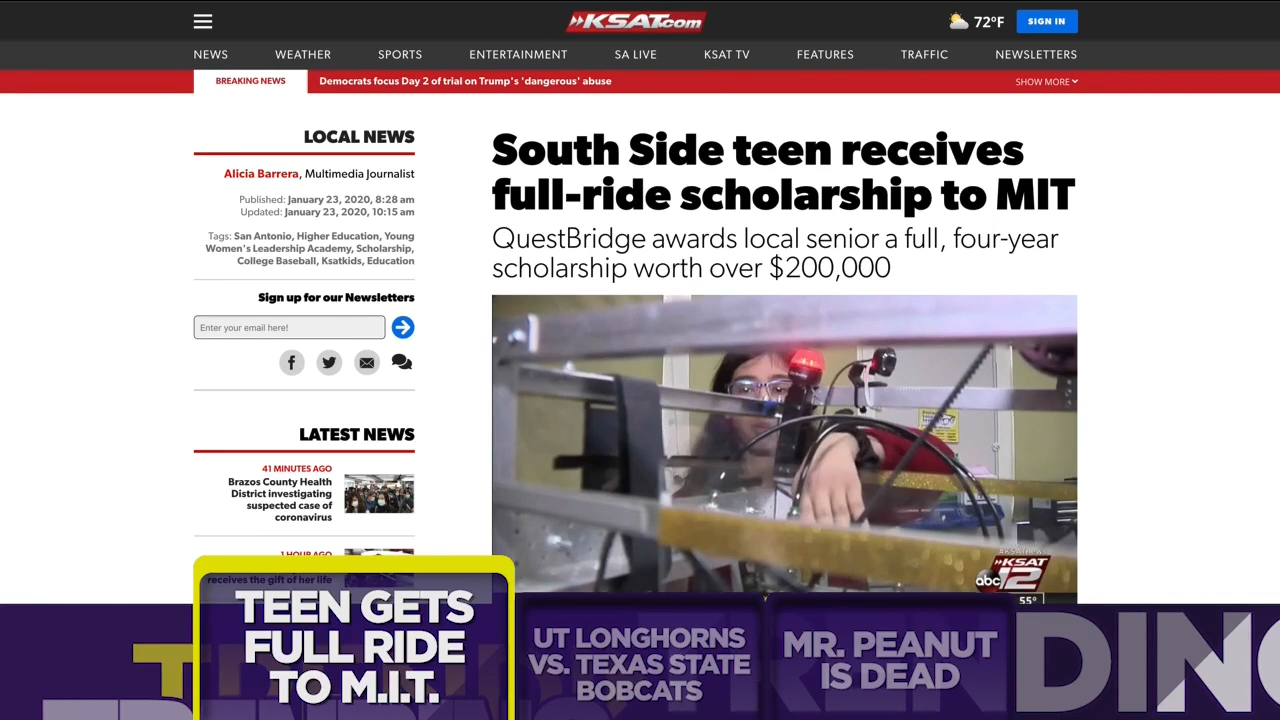 KSAT.com
72°F
SIGN IN
NEWS
WEATHER
SPORTS
ENTERTAINMENT
SA LIVE
KSAT TV
FEATURES
TRAFFIC
NEWSLETTERS
BREAKING NEWS
Democrats focus Day 2 of trial on Trump's 'dangerous' abuse
SHOW MORE
LOCAL NEWS
Alicia Barrera, Multimedia Journalist
Published: January 23, 2020, 8:28 am
Updated: January 23, 2020, 10:15 am
Tags: San Antonio, Higher Education, Young
Women's Leadership Academy, Scholarship,
College Baseball, Ksatkids, Education
Sign up for our Newsletters
Enter your email here!
LATEST NEWS
41 MINUTES AGO
Brazos County Health
District investigating
suspected case of
coronavirus
1 HOUR AGO
receives the gift of her life
South Side teen receives
full-ride scholarship to MIT
QuestBridge awards local senior a full, four-year
scholarship worth over $200,000
#KSATnews
KSAT
abc 12
55°
TEEN GETS
FULL RIDE
TO M.I.T.
UT LONGHORNS
VS. TEXAS STATE
BOBCATS
MR. PEANUT
IS DEAD